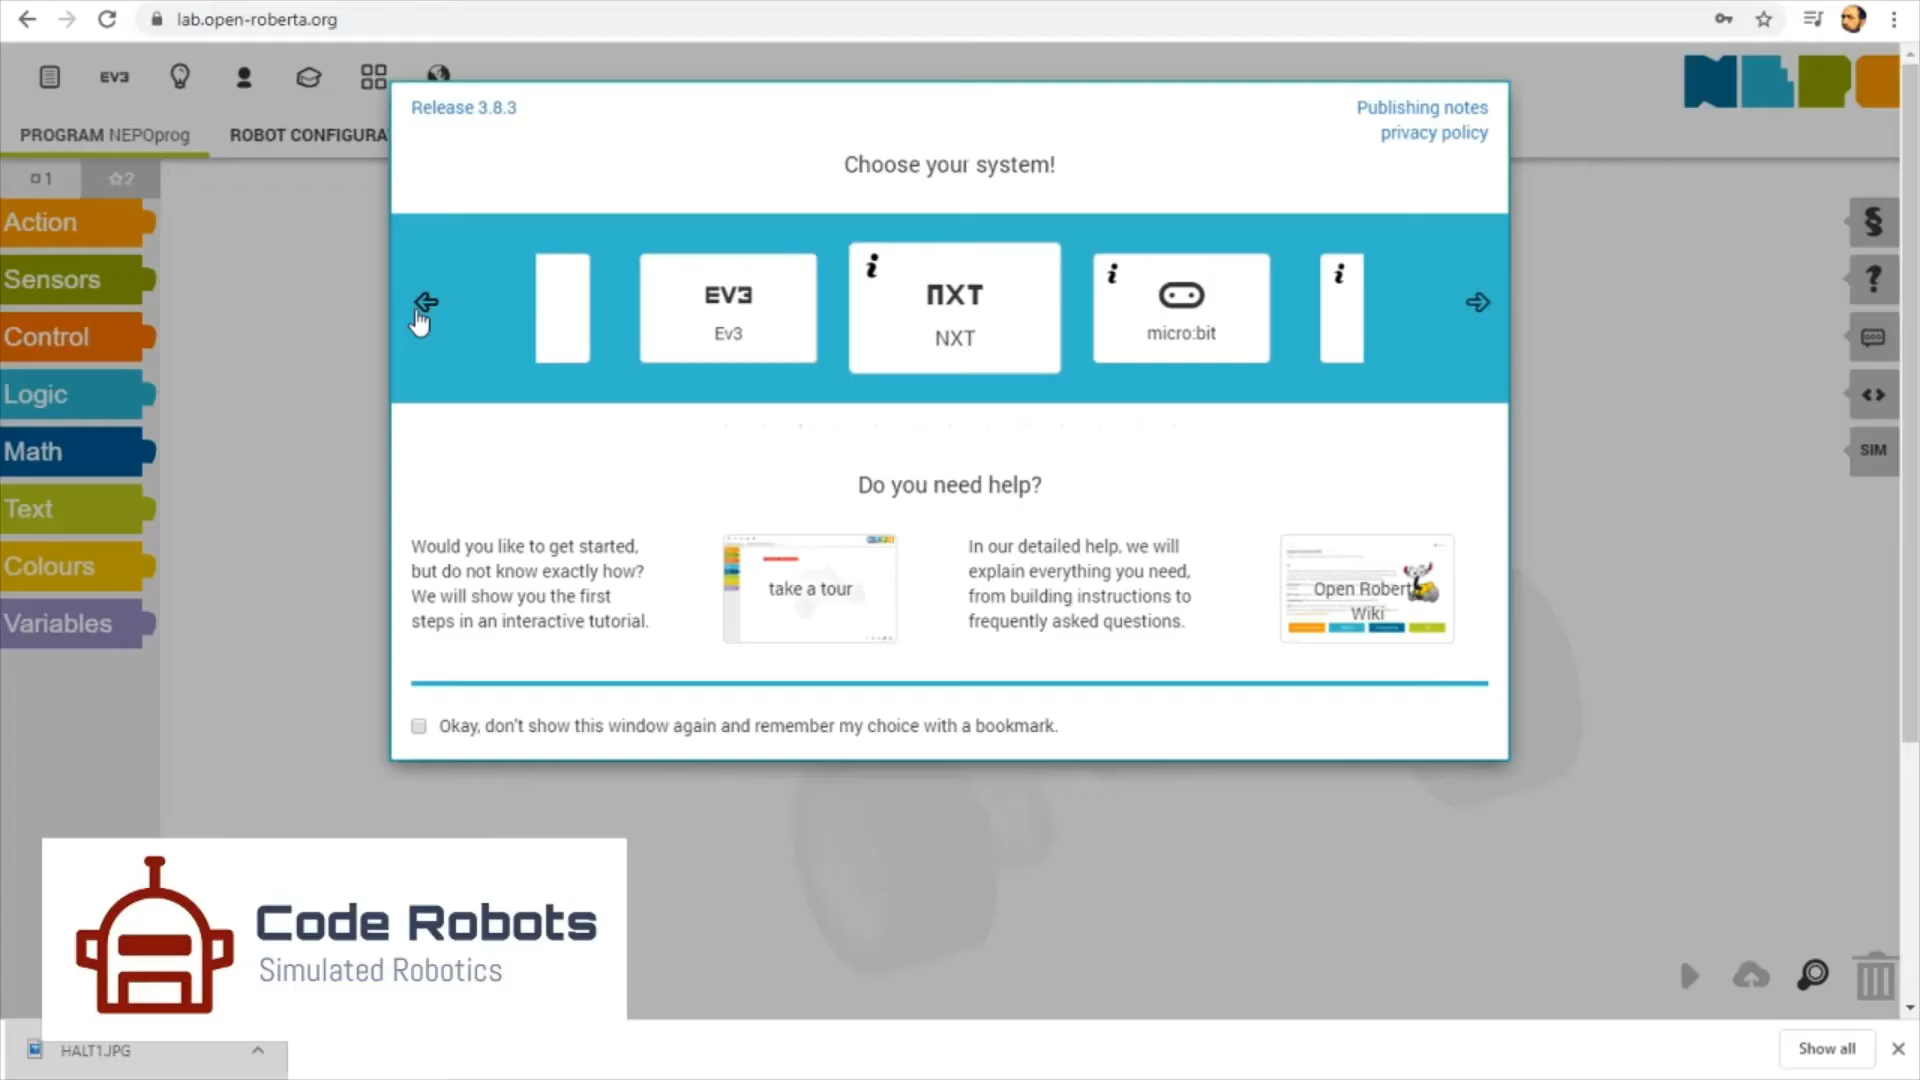 lab.open-roberta.org
EV3
PROGRAM NEPOprog
ROBOT CONFIGURA
1
2
Action
Sensors
Control
Logic
Math
Text
Colours
Variables
Release 3.8.3
Publishing notes
privacy policy
Choose your system!
EV3
Ev3
i
NXT
NXT
i
micro:bit
i
Do you need help?
Would you like to get started,
but do not know exactly how?
We will show you the first
steps in an interactive tutorial.
take a tour
In our detailed help, we will
explain everything you need,
from building instructions to
frequently asked questions.
Open Robert
Wiki
Okay, don't show this window again and remember my choice with a bookmark.
§
?
SIM
Code Robots
Simulated Robotics
HALT1.JPG
Show all